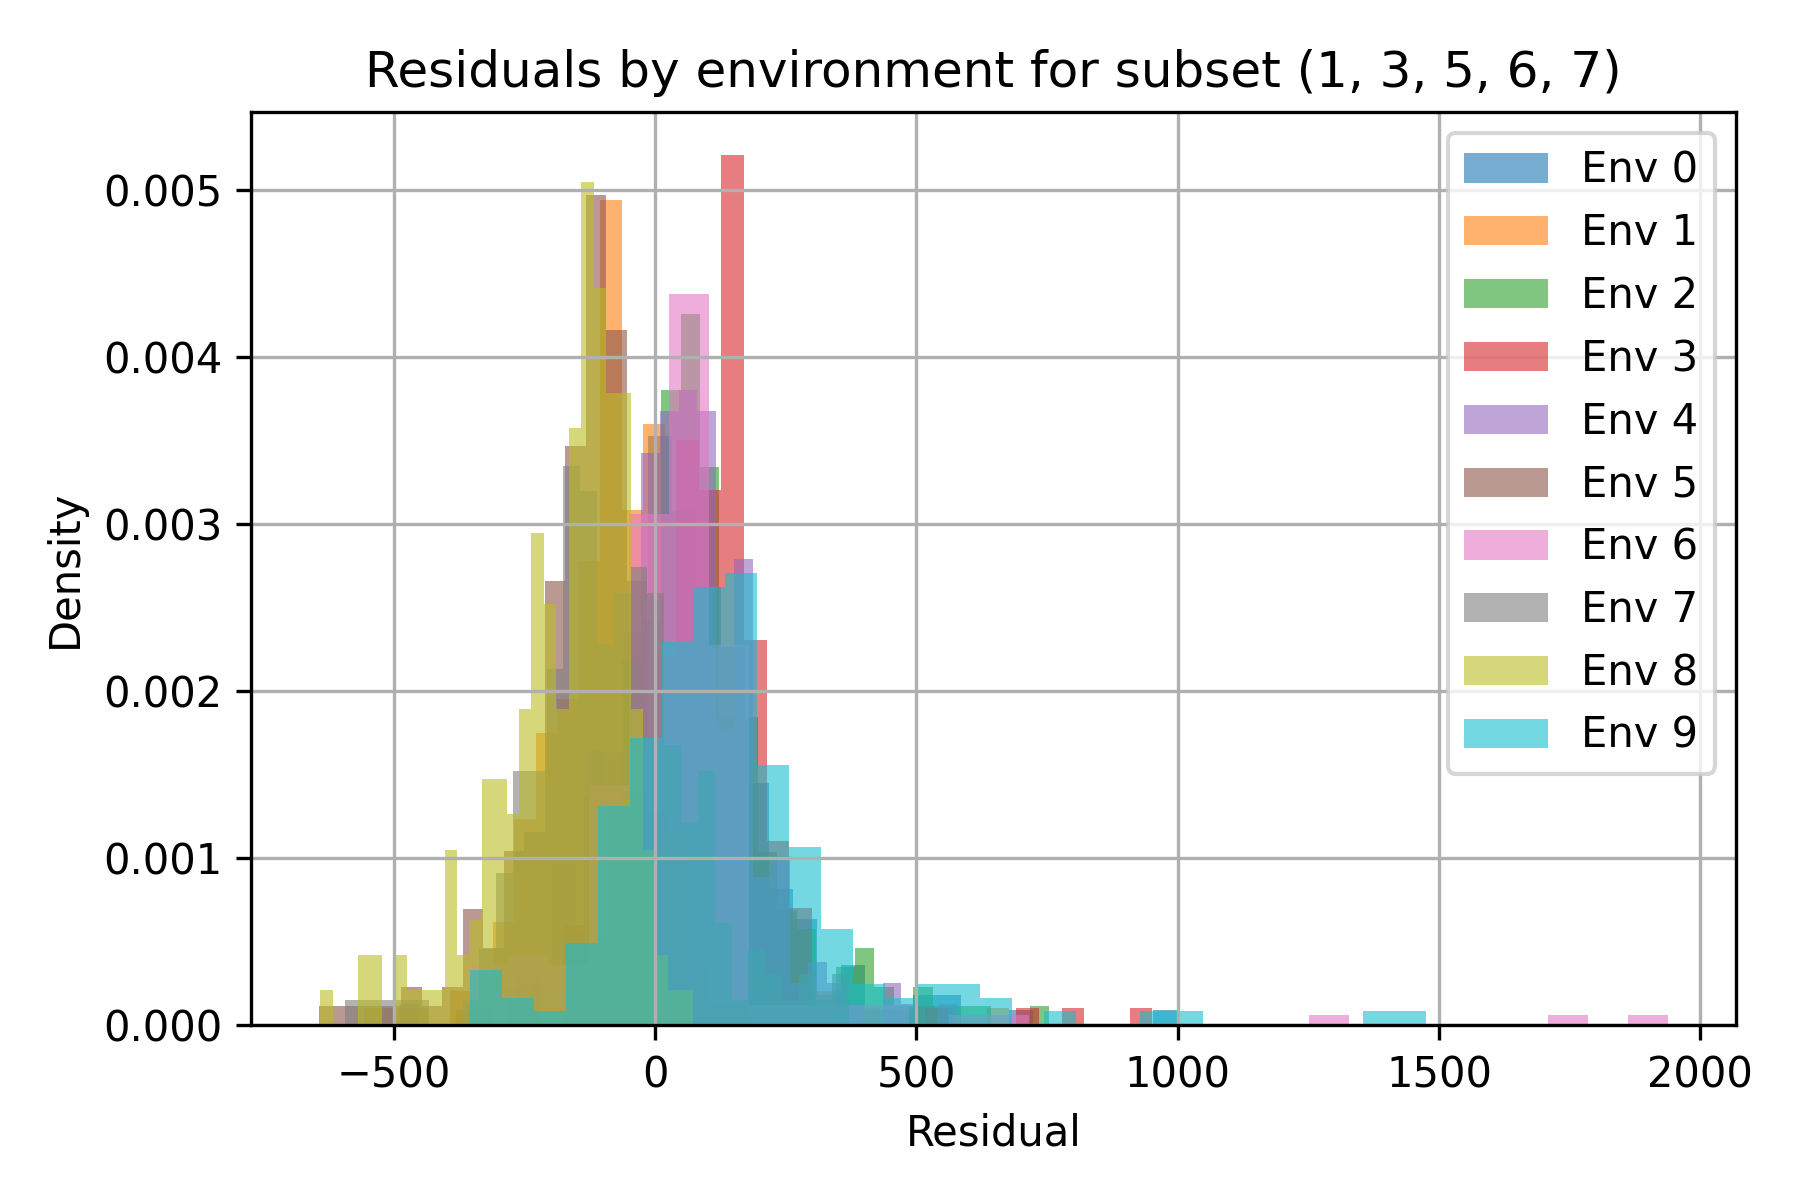 Residuals by environment for subset (1, 3, 5, 6, 7)
Density
0.005
0.004
0.003
0.002
0.001
0.000
−500
0
500
1000
1500
2000
Residual
Env 0
Env 1
Env 2
Env 3
Env 4
Env 5
Env 6
Env 7
Env 8
Env 9